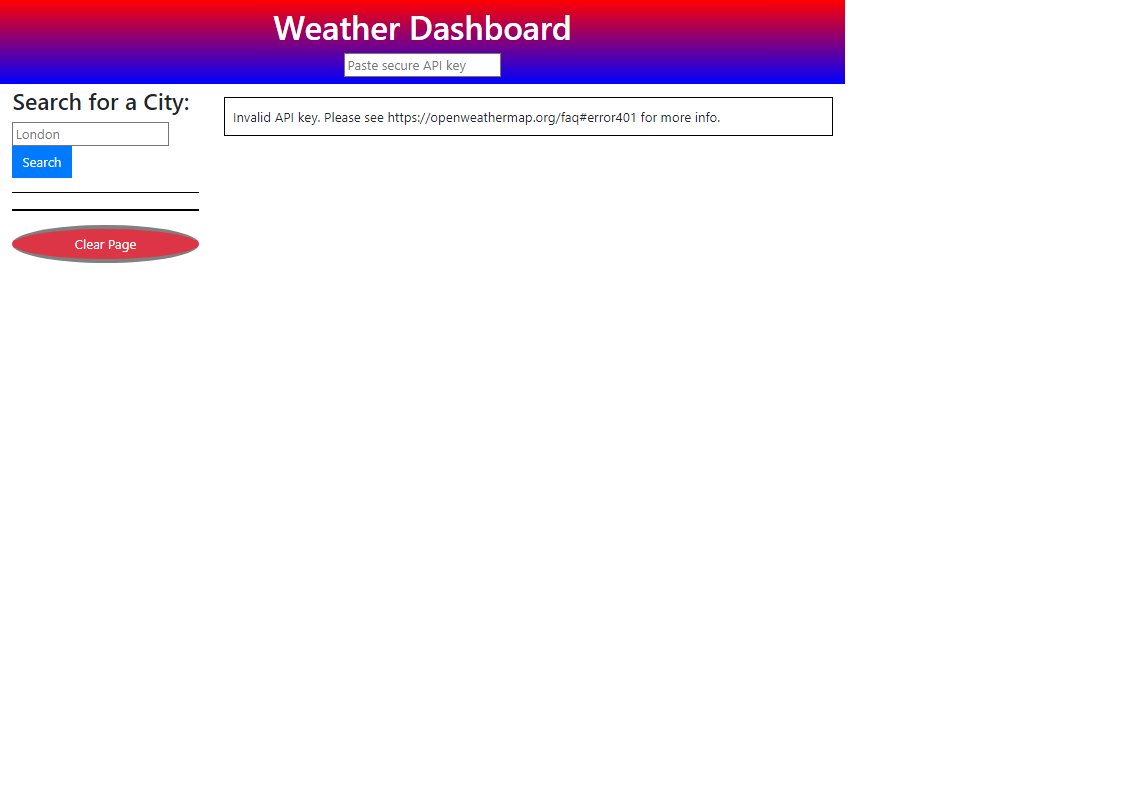 Weather Dashboard
Paste secure API key
Search for a City:
London
Search
Clear Page
Invalid API key. Please see https://openweathermap.org/faq#error401 for more info.